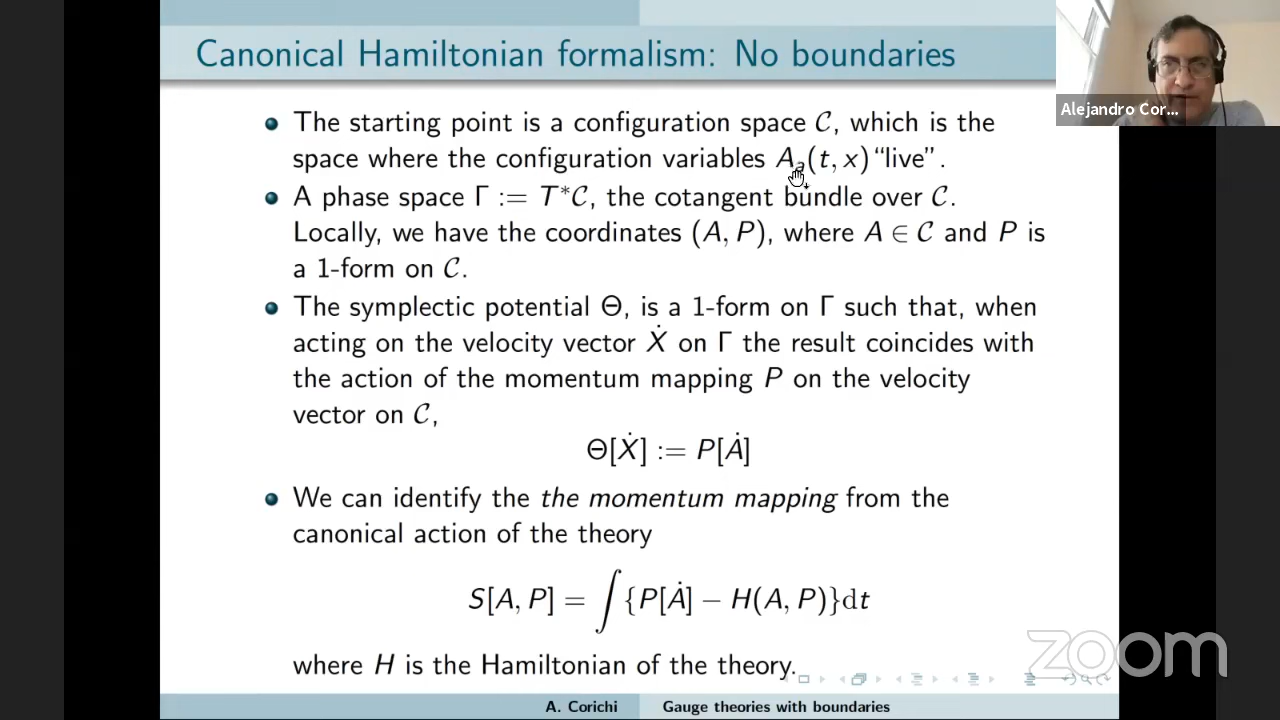 Canonical Hamiltonian formalism: No boundaries
Alejandro Cor...
The starting point is a configuration space 𝒞, which is the
space where the configuration variables Aₐ(t, x) “live”.
A phase space Γ := T*𝒞, the cotangent bundle over 𝒞.
Locally, we have the coordinates (A, P), where A ∈ 𝒞 and P is
a 1-form on 𝒞.
The symplectic potential Θ, is a 1-form on Γ such that, when
acting on the velocity vector Ẋ on Γ the result coincides with
the action of the momentum mapping P on the velocity
vector on 𝒞,
Θ[Ẋ] := P[Ȧ]
We can identify the the momentum mapping from the
canonical action of the theory
S[A, P] = ∫ {P[Ȧ] − H(A, P)}dt
where H is the Hamiltonian of the theory.
zoom
A. Corichi Gauge theories with boundaries